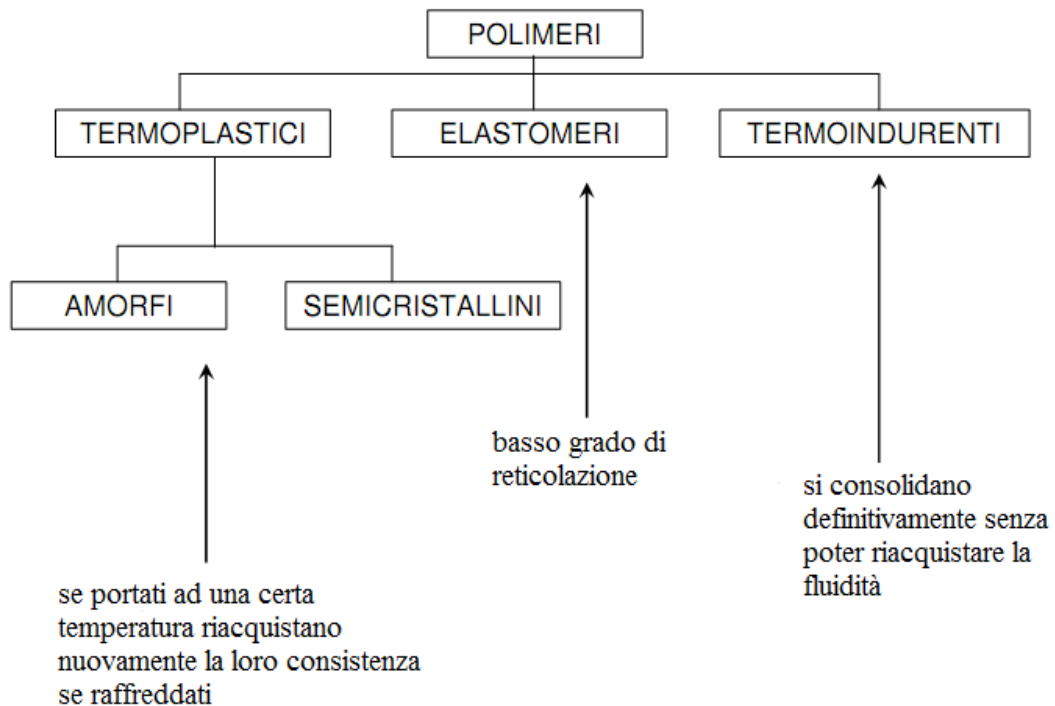 POLIMERI
TERMOPLASTICI
ELASTOMERI
TERMOINDURENTI
AMORFI
SEMICRISTALLINI
basso grado di
reticolazione
si consolidano
definitivamente senza
poter riacquistare la
fluidità
se portati ad una certa
temperatura riacquistano
nuovamente la loro consistenza
se raffreddati